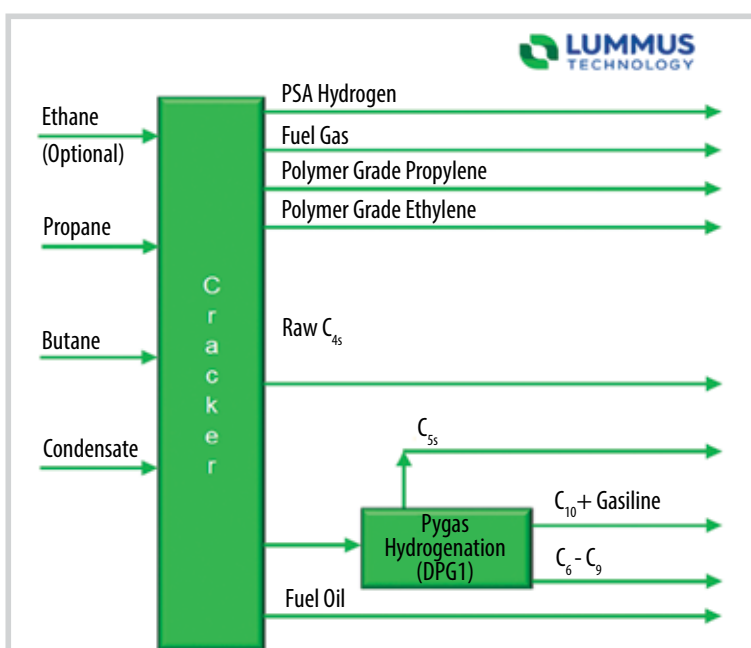 LUMMUS
TECHNOLOGY
PSA Hydrogen
Ethane
(Optional)
Fuel Gas
Polymer Grade Propylene
Polymer Grade Ethylene
Propane
Cracker
Raw C4s
Butane
C5s
Condensate
C10+ Gasiline
Pygas
Hydrogenation
(DPG1)
C6 - C9
Fuel Oil